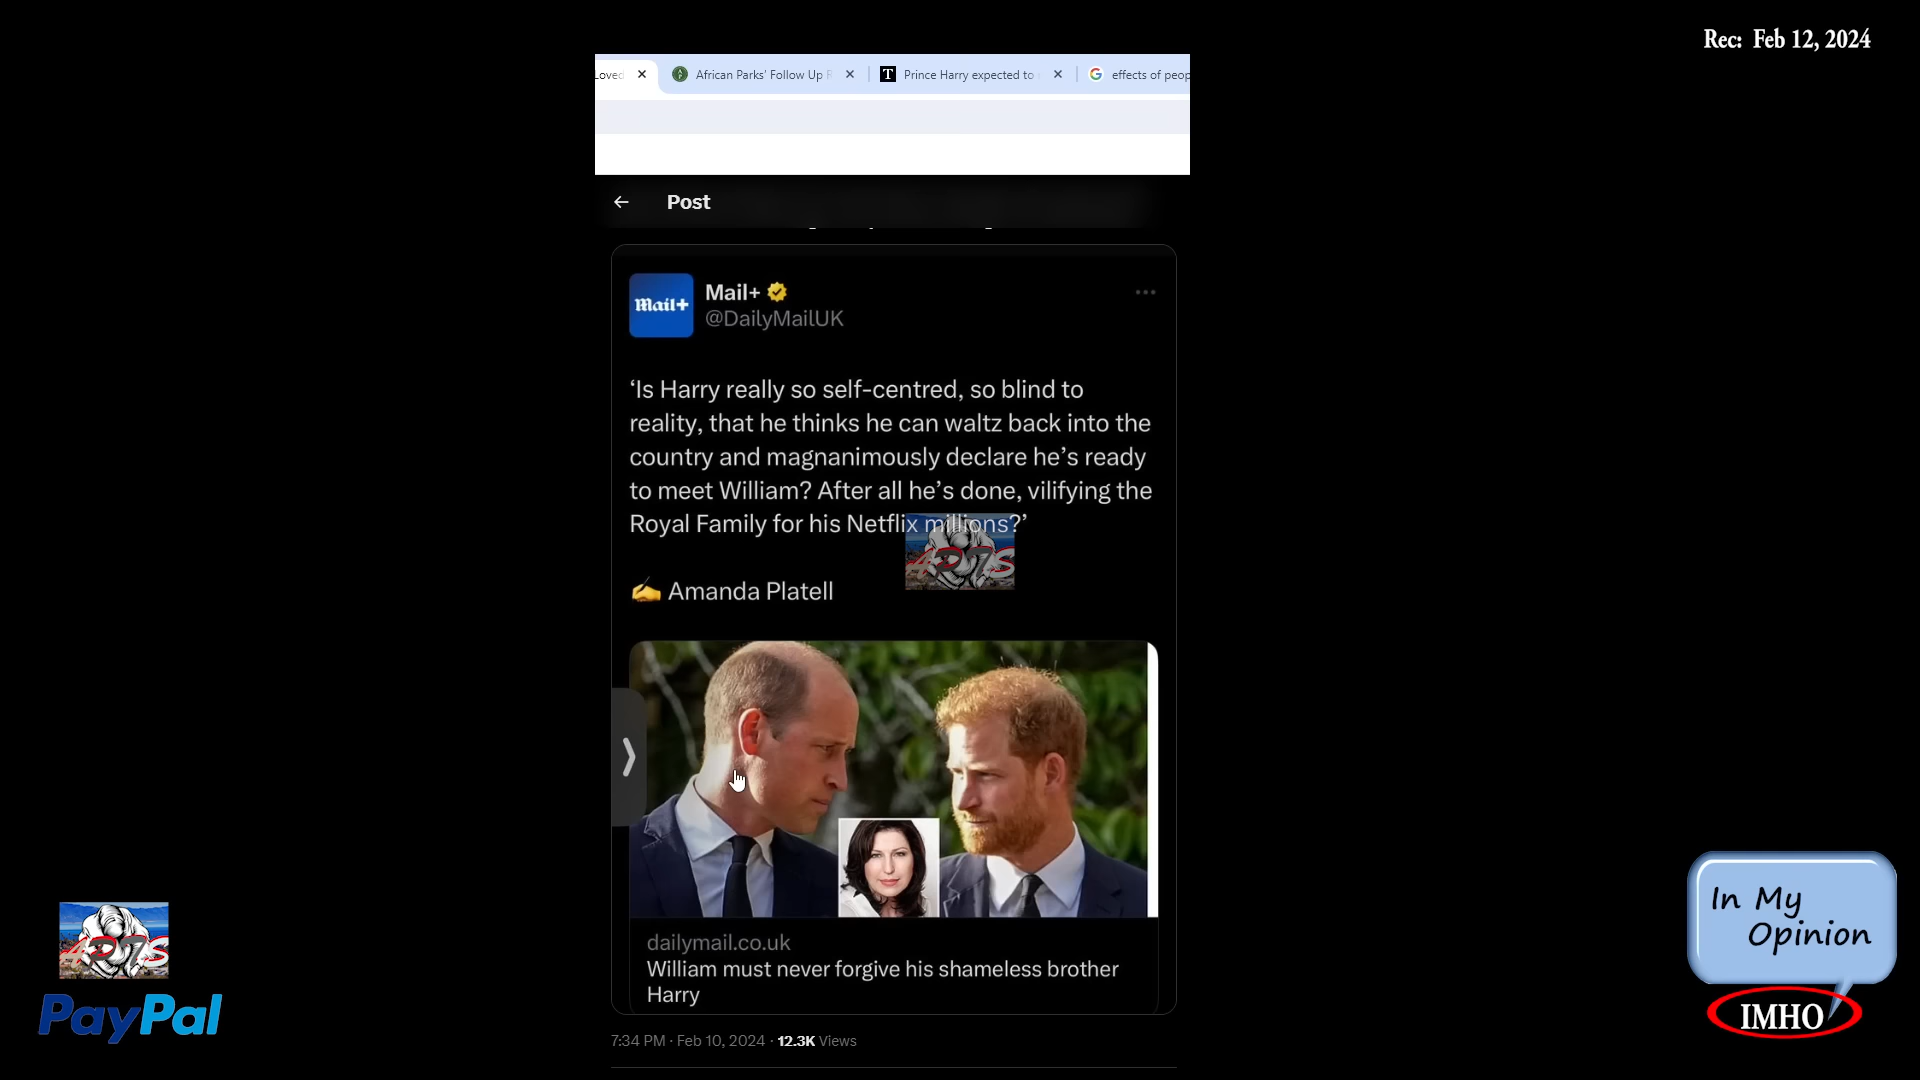 Rec: Feb 12, 2024
Loved
African Parks' Follow Up
Prince Harry expected to
effects of peop
Post
Mail+
Mail+
@DailyMailUK
‘Is Harry really so self-centred, so blind to
reality, that he thinks he can waltz back into the
country and magnanimously declare he’s ready
to meet William? After all he’s done, vilifying the
Royal Family for his Netflix millions?’
Amanda Platell
dailymail.co.uk
William must never forgive his shameless brother
Harry
7:34 PM · Feb 10, 2024 · 12.3K Views
PayPal
In My
Opinion
IMHO